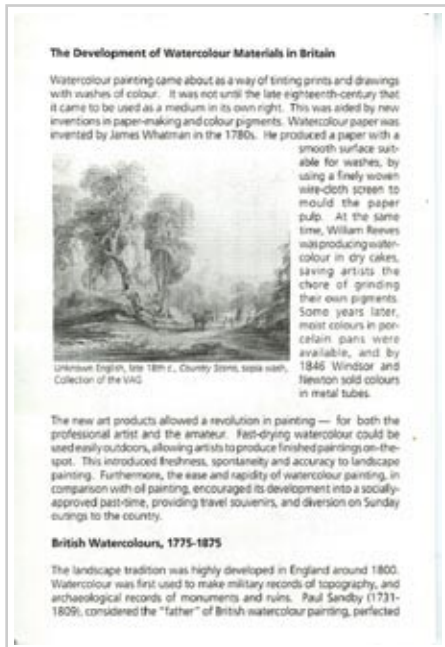 The Development of Watercolour Materials in Britain
Watercolour painting came about as a way of tinting prints and drawings
with washes of colour. It was not until the late eighteenth-century that
it came to be used as a medium in its own right. This was aided by new
inventions in paper-making and colour pigments. Watercolour paper was
invented by James Whatman in the 1780s. He produced a paper with a
smooth surface suit-
able for washes, by
using a finely woven
wire-cloth screen to
mould the paper
pulp. At the same
time, William Reeves
was producing water-
colour in dry cakes,
saving artists the
chore of grinding
their own pigments.
Some years later,
moist colours in por-
celain pans were
available, and by
1846 Windsor and
Newton sold colours
in metal tubes.
Unknown English, late 18th c., Country Scene, sepia wash,
Collection of the VAG
The new art products allowed a revolution in painting — for both the
professional artist and the amateur. Fast-drying watercolour could be
used easily outdoors, allowing artists to produce finished paintings on-the-
spot. This introduced freshness, spontaneity and accuracy to landscape
painting. Furthermore, the ease and rapidity of watercolour painting, in
comparison with oil painting, encouraged its development into a socially-
approved past-time, providing travel souvenirs, and diversion on Sunday
outings to the country.
British Watercolours, 1775-1875
The landscape tradition was highly developed in England around 1800.
Watercolour was first used to make military records of topography, and
archaeological records of monuments and ruins. Paul Sandby (1731-
1809), considered the "father" of British watercolour painting, perfected